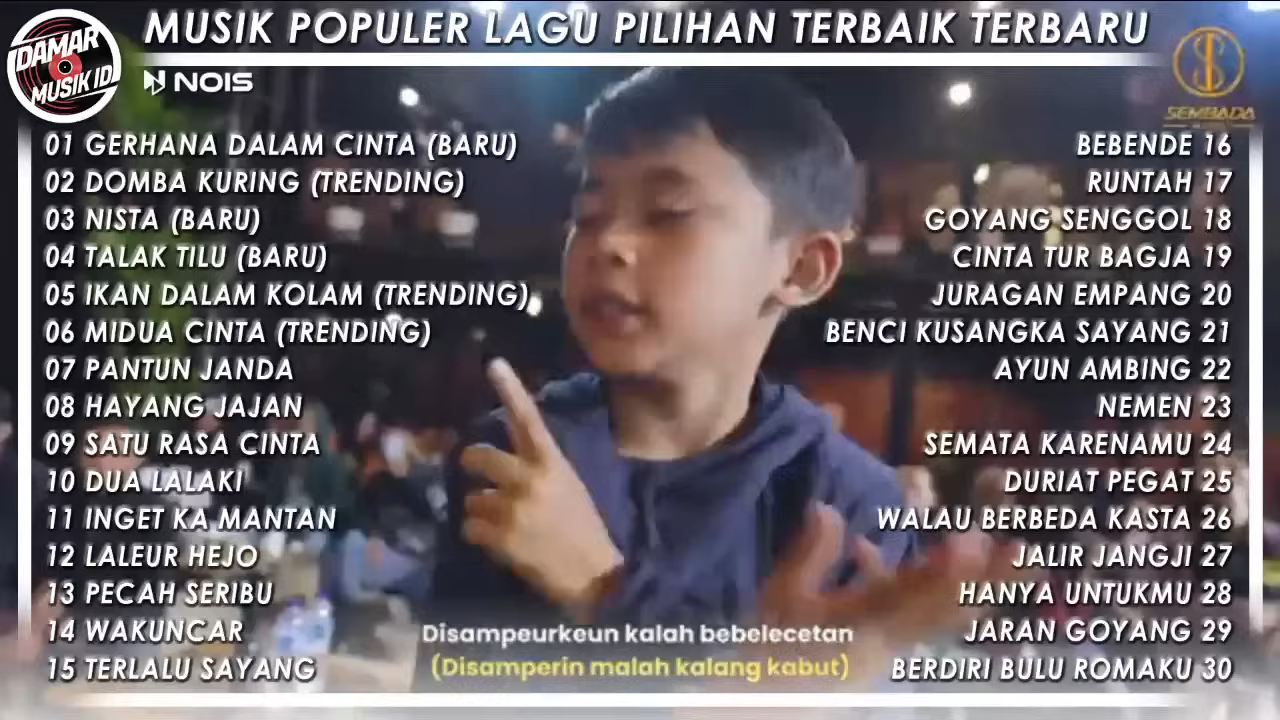 MUSIK POPULER LAGU PILIHAN TERBAIK TERBARU
DAMAR
MUSIK ID
NOIS
SEMBADA
01 GERHANA DALAM CINTA (BARU)
02 DOMBA KURING (TRENDING)
03 NISTA (BARU)
04 TALAK TILU (BARU)
05 IKAN DALAM KOLAM (TRENDING)
06 MIDUA CINTA (TRENDING)
07 PANTUN JANDA
08 HAYANG JAJAN
09 SATU RASA CINTA
10 DUA LALAKI
11 INGET KA MANTAN
12 LALEUR HEJO
13 PECAH SERIBU
14 WAKUNCAR
15 TERLALU SAYANG
BEBENDE 16
RUNTAH 17
GOYANG SENGGOL 18
CINTA TUR BAGJA 19
JURAGAN EMPANG 20
BENCI KUSANGKA SAYANG 21
AYUN AMBING 22
NEMEN 23
SEMATA KARENAMU 24
DURIAT PEGAT 25
WALAU BERBEDA KASTA 26
JALIR JANGJI 27
HANYA UNTUKMU 28
JARAN GOYANG 29
BERDIRI BULU ROMAKU 30
Disampeurkeun kalah bebelecetan
(Disamperin malah kalang kabut)